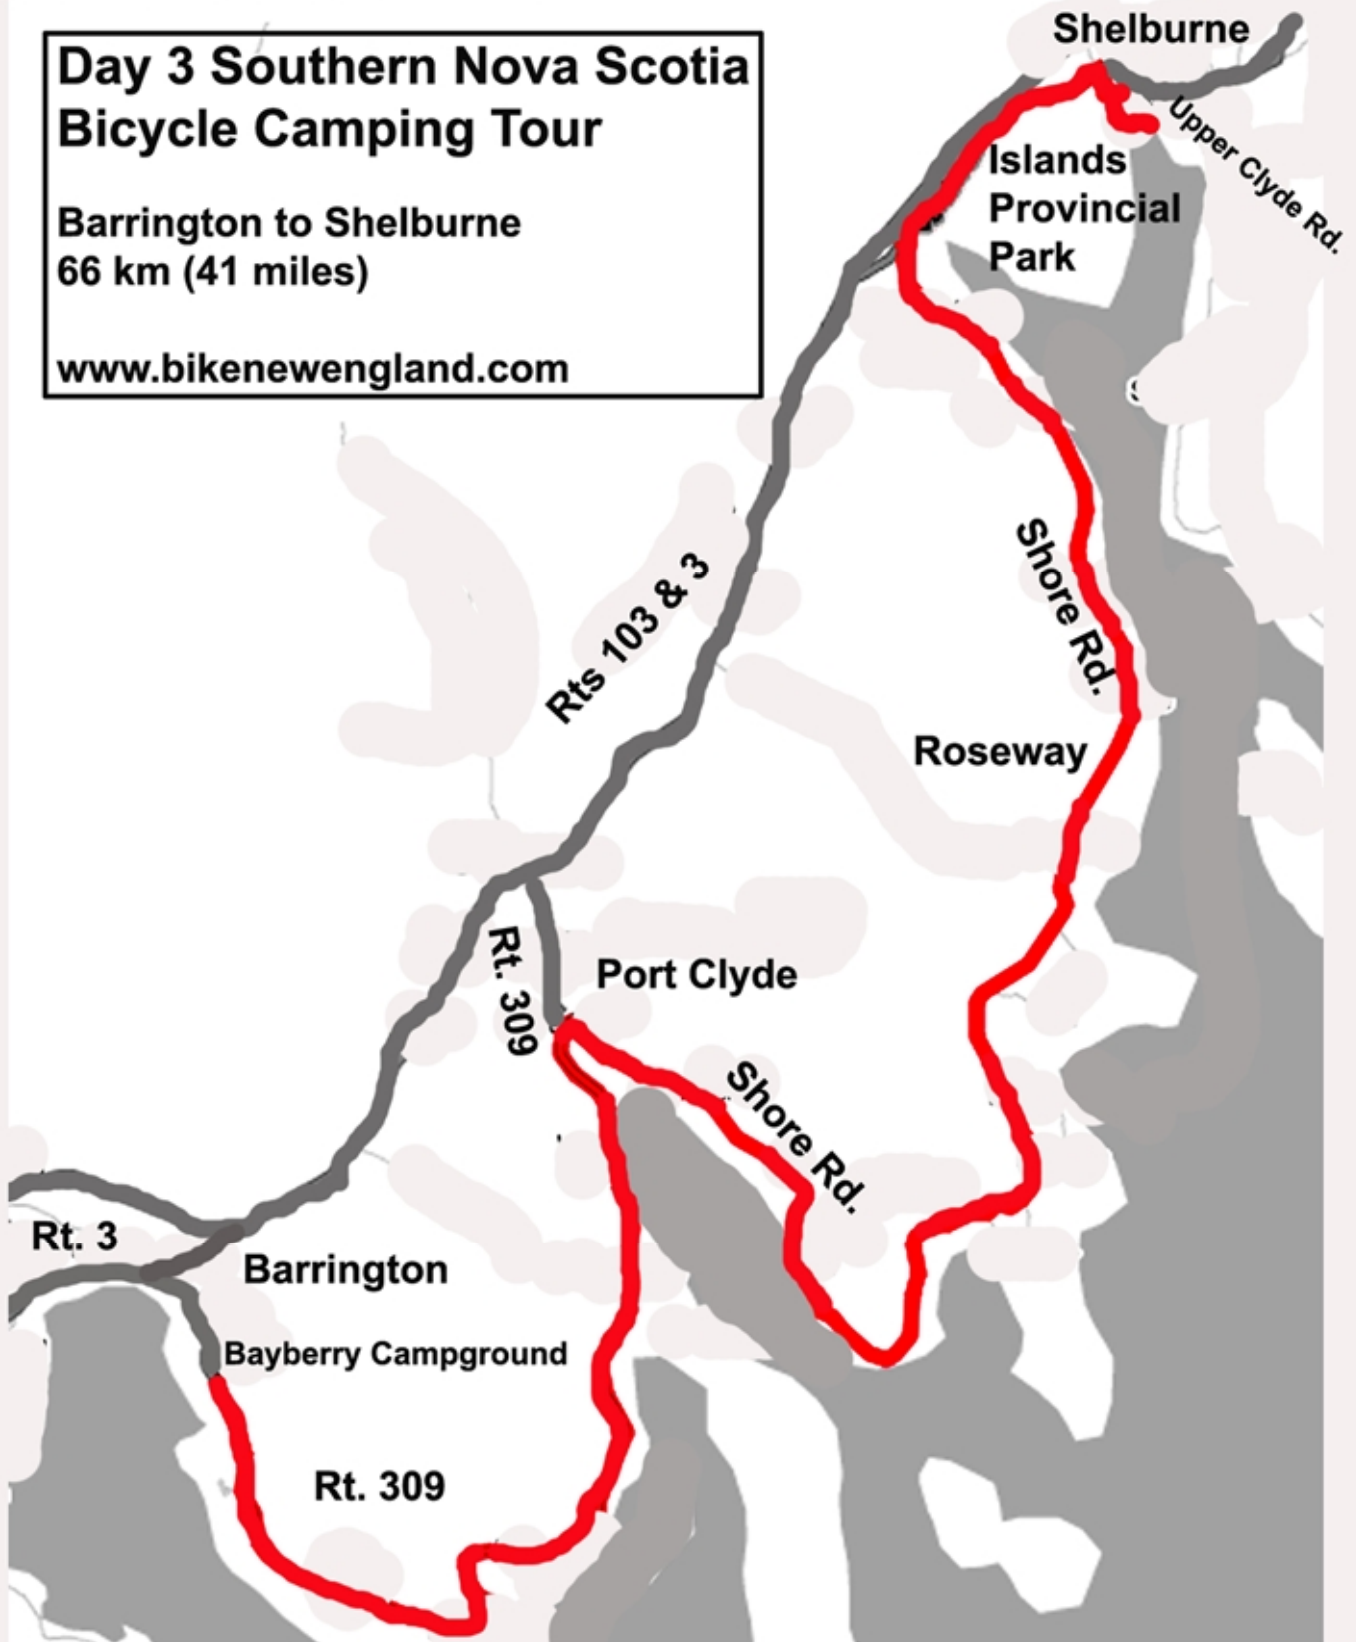 Day 3 Southern Nova Scotia
Bicycle Camping Tour
Barrington to Shelburne
66 km (41 miles)
www.bikenewengland.com
Shelburne
Upper Clyde Rd.
Islands
Provincial
Park
Shore Rd.
Rts 103 & 3
Roseway
Rt. 309
Port Clyde
Shore Rd.
Rt. 3
Barrington
Bayberry Campground
Rt. 309